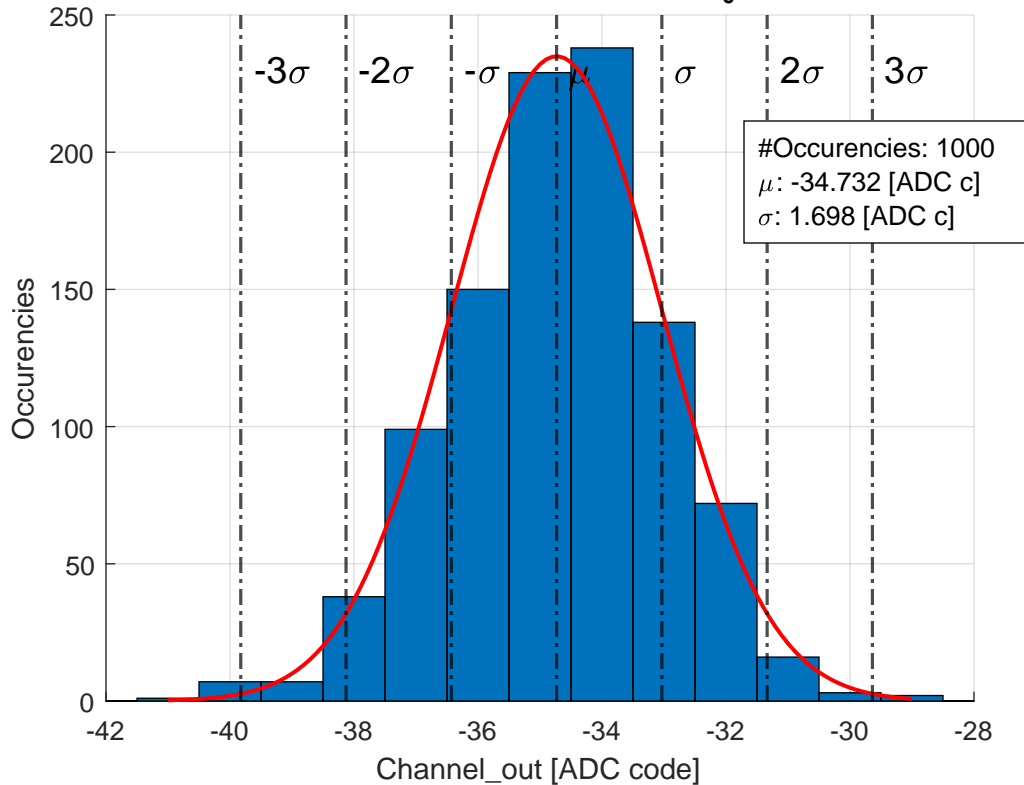 250
200
150
100
50
0
-3σ
-2σ
-σ
μ
σ
2σ
3σ
#Occurencies: 1000
μ: -34.732 [ADC c]
σ: 1.698 [ADC c]
Occurencies
-42
-40
-38
-36
-34
-32
-30
-28
Channel_out [ADC code]